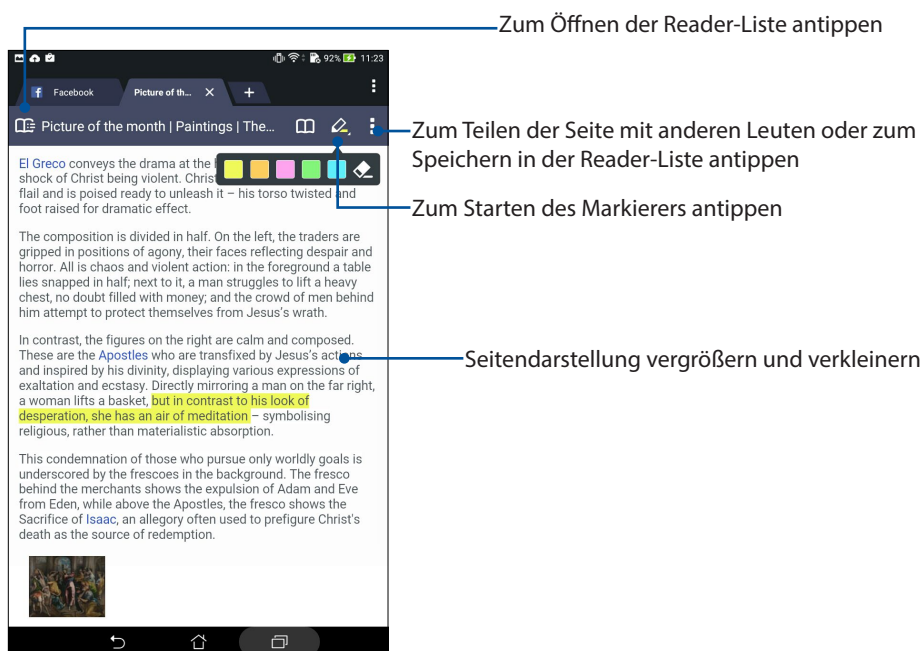 Zum Öffnen der Reader-Liste antippen
92% 11:23
Facebook
Picture of th...
Picture of the month | Paintings | The...
Zum Teilen der Seite mit anderen Leuten oder zum
Speichern in der Reader-Liste antippen
Zum Starten des Markierers antippen
El Greco conveys the drama at the
shock of Christ being violent. Christ
flail and is poised ready to unleash it – his torso twisted and
foot raised for dramatic effect.
The composition is divided in half. On the left, the traders are
gripped in positions of agony, their faces reflecting despair and
horror. All is chaos and violent action: in the foreground a table
lies snapped in half; next to it, a man struggles to lift a heavy
chest, no doubt filled with money; and the crowd of men behind
him attempt to protect themselves from Jesus's wrath.
In contrast, the figures on the right are calm and composed.
These are the Apostles who are transfixed by Jesus's actions
and inspired by his divinity, displaying various expressions of
exaltation and ecstasy. Directly mirroring a man on the far right,
a woman lifts a basket, but in contrast to his look of
desperation, she has an air of meditation – symbolising
religious, rather than materialistic absorption.
Seitendarstellung vergrößern und verkleinern
This condemnation of those who pursue only worldly goals is
underscored by the frescoes in the background. The fresco
behind the merchants shows the expulsion of Adam and Eve
from Eden, while above the Apostles, the fresco shows the
Sacrifice of Isaac, an allegory often used to prefigure Christ's
death as the source of redemption.